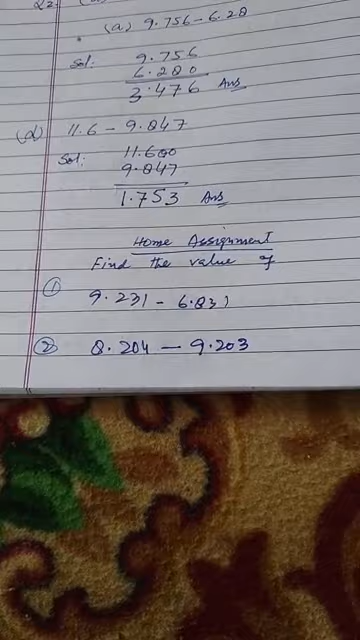 (a) 9.756 - 6.28
Sol: 9.756
6.280
3.476 Ans
(d) 11.6 - 9.847
Sol: 11.600
9.847
1.753 Ans
Home Assignment
Find the value of
① 9.231 - 6.831
② 8.204 - 9.203